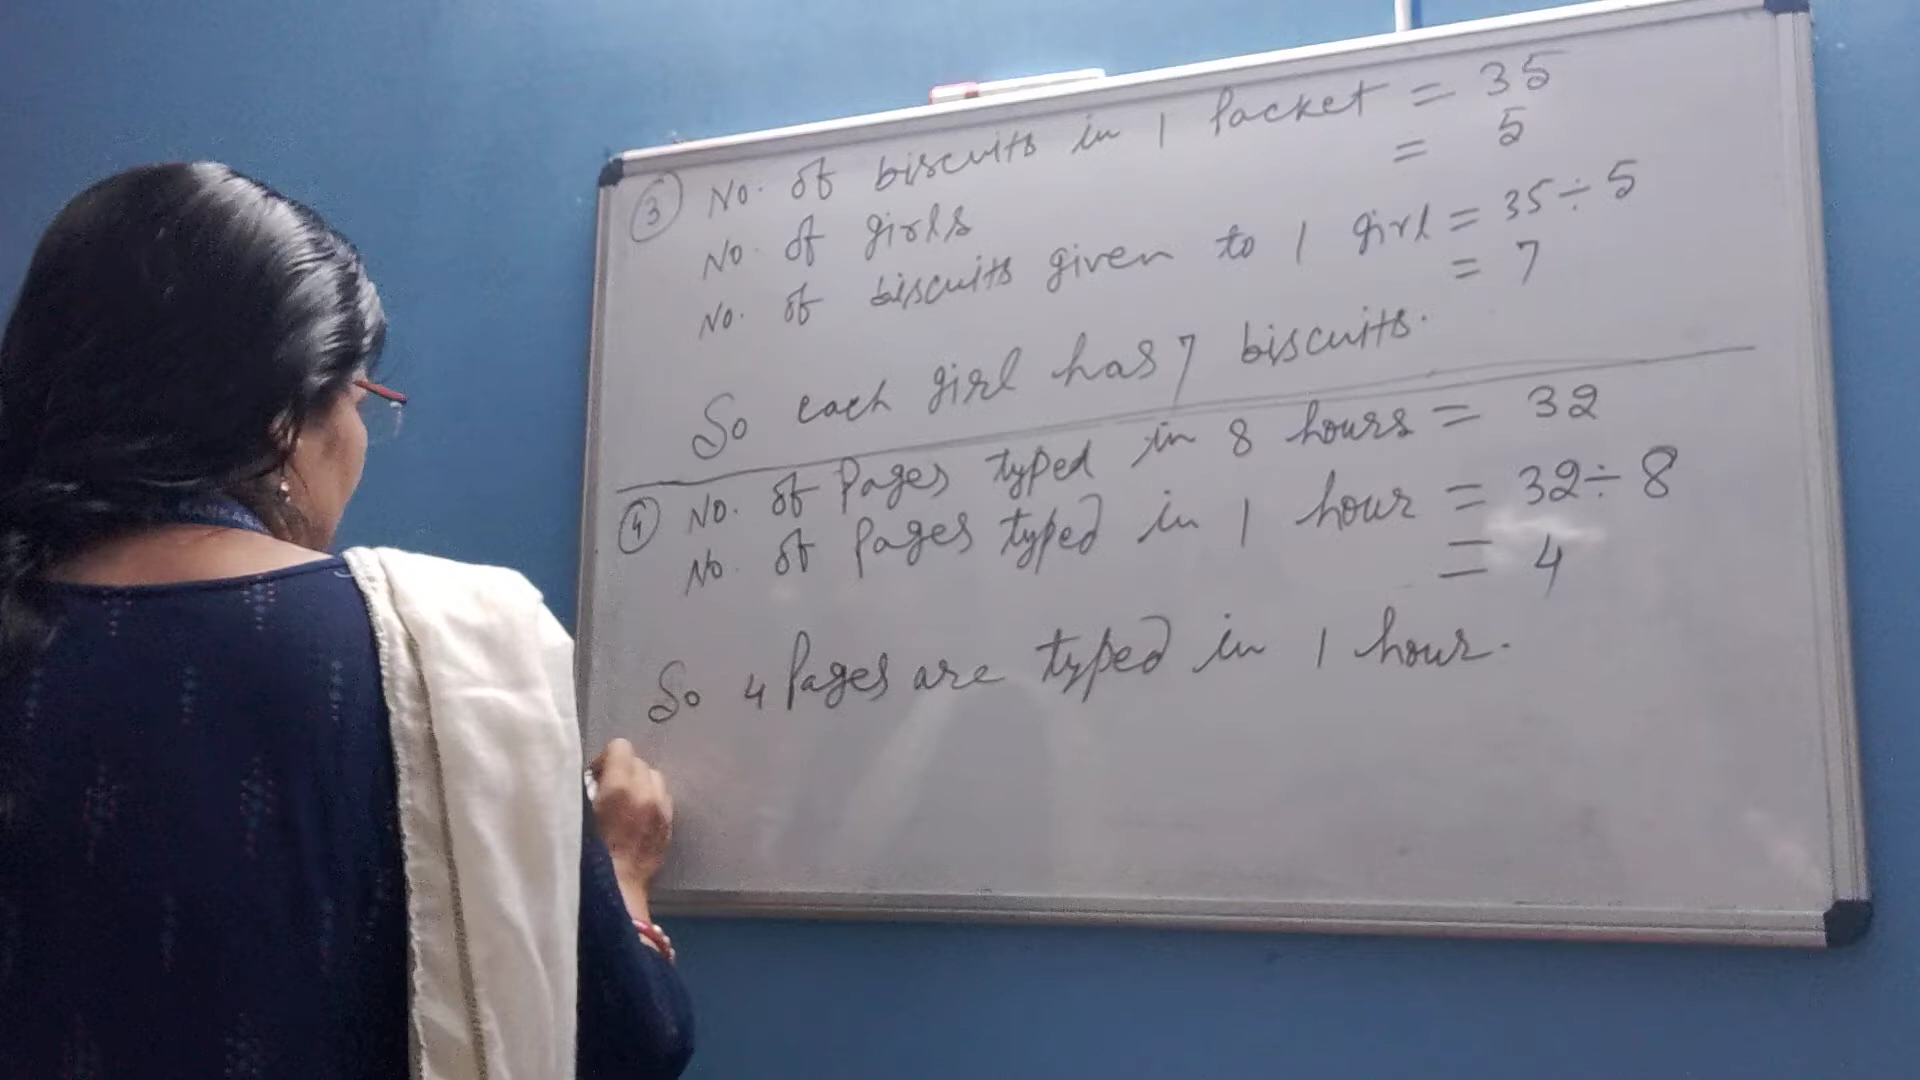 ③ No. of biscuits in 1 Packet = 35
No. of girls = 5
No. of biscuits given to 1 girl = 35 ÷ 5
= 7
So each girl has 7 biscuits.
④ No. of Pages typed in 8 hours = 32
No. of Pages typed in 1 hour = 32 ÷ 8
= 4
So 4 Pages are typed in 1 hour.